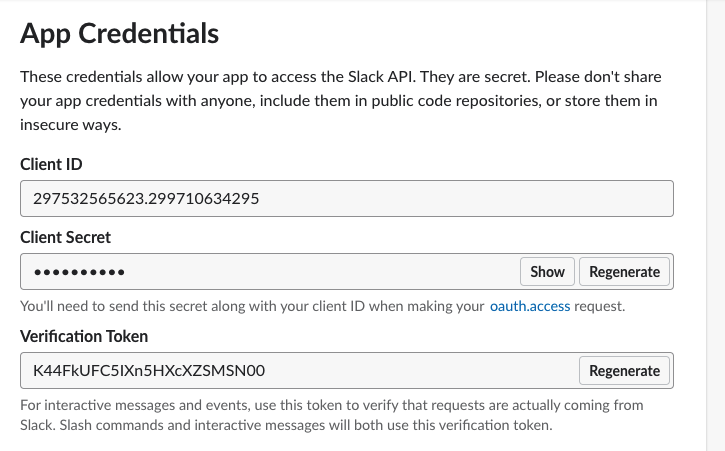 App Credentials
These credentials allow your app to access the Slack API. They are secret. Please don't share
your app credentials with anyone, include them in public code repositories, or store them in
insecure ways.
Client ID
297532565623.299710634295
Client Secret
•••••••••• Show Regenerate
You'll need to send this secret along with your client ID when making your oauth.access request.
Verification Token
K44FkUFC5IXn5HXcXZSMSN00 Regenerate
For interactive messages and events, use this token to verify that requests are actually coming from
Slack. Slash commands and interactive messages will both use this verification token.